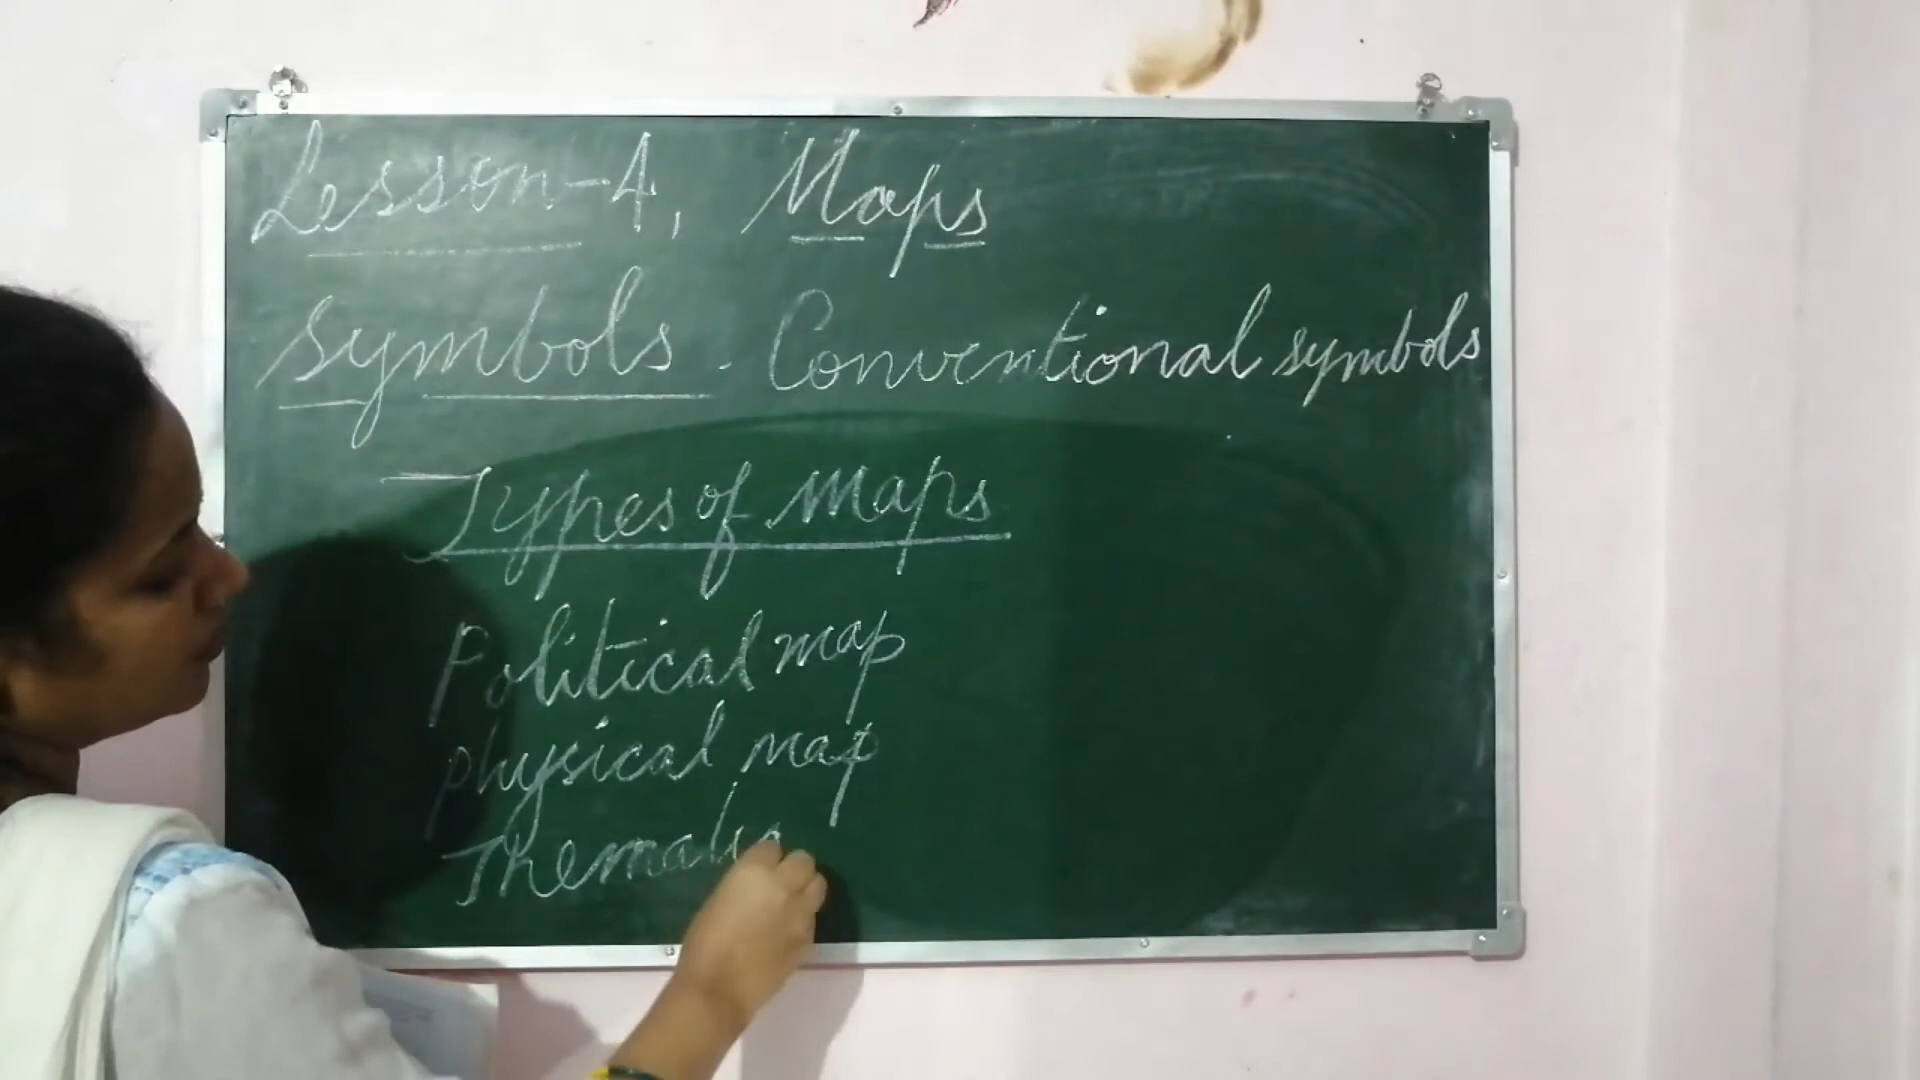 Lesson-4, Maps
Symbols - Conventional symbols
Types of Maps
Political map
physical map
Thematic